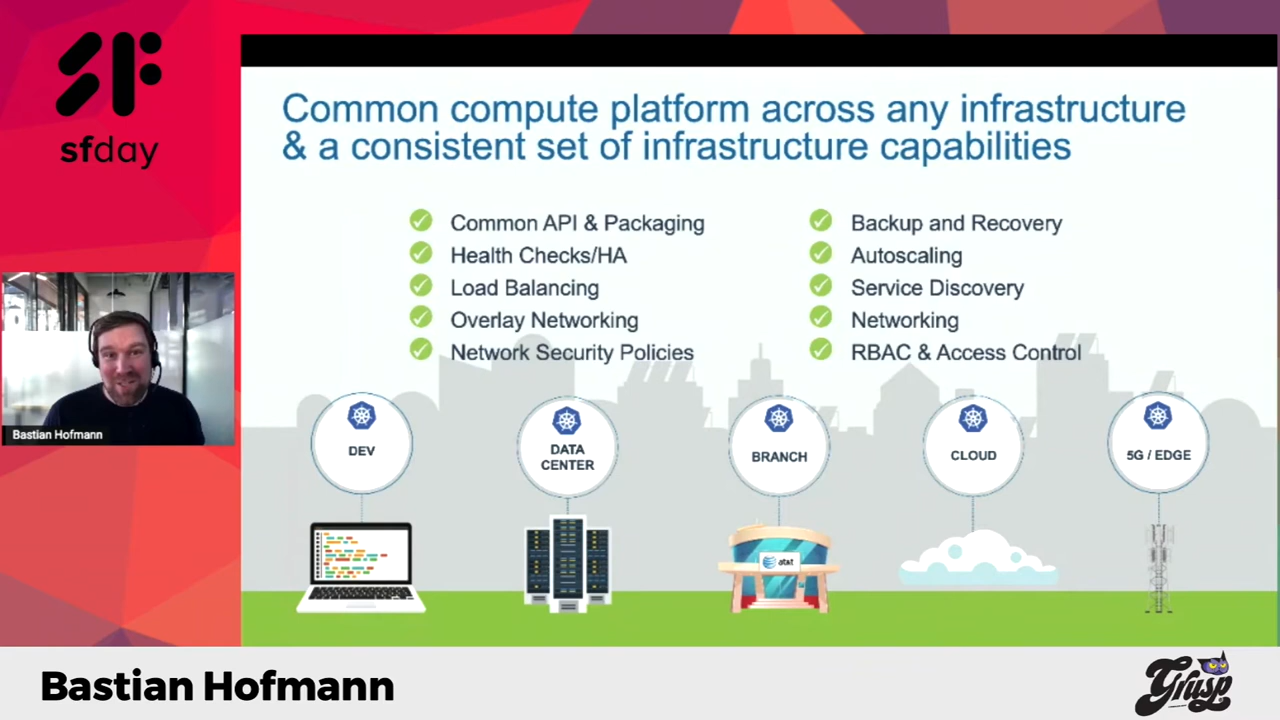 sfday
Common compute platform across any infrastructure
& a consistent set of infrastructure capabilities
Common API & Packaging
Health Checks/HA
Load Balancing
Overlay Networking
Network Security Policies
Backup and Recovery
Autoscaling
Service Discovery
Networking
RBAC & Access Control
DEV
DATA
CENTER
BRANCH
CLOUD
5G / EDGE
at&t
Bastian Hofmann
Bastian Hofmann
Grusp